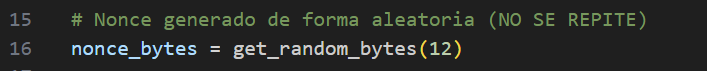 15 # Nonce generado de forma aleatoria (NO SE REPITE)
16 nonce_bytes = get_random_bytes(12)